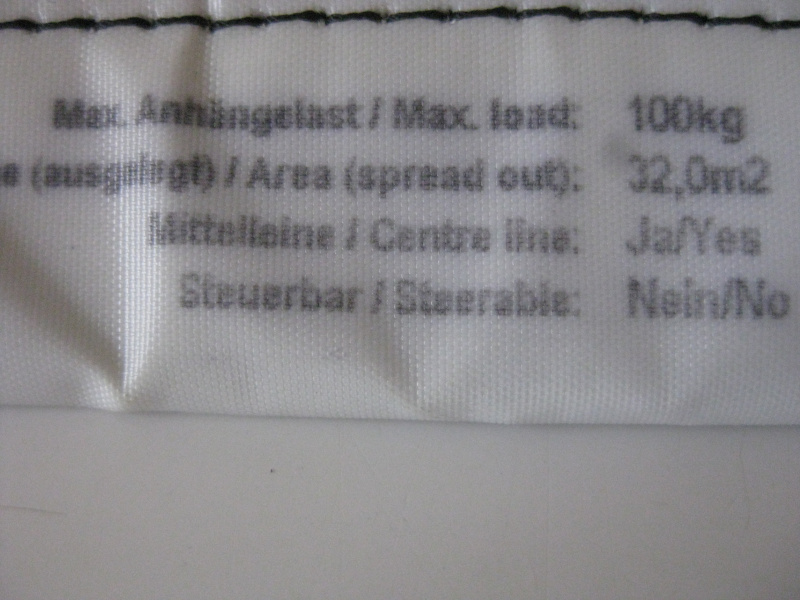 Max. Anhängelast / Max. load: 100kg
e (ausgelegt) / Area (spread out): 32,0m2
Mittelleine / Centre line: Ja/Yes
Steuerbar / Steerable: Nein/No